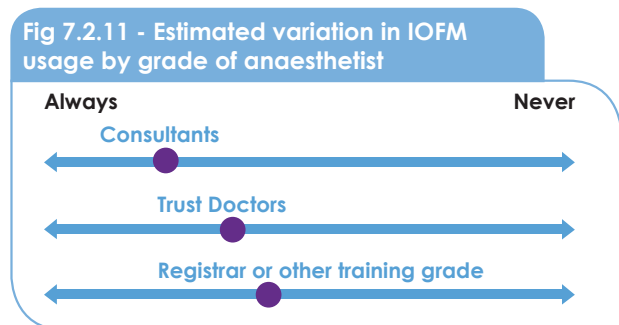 Fig 7.2.11 - Estimated variation in IOFM
usage by grade of anaesthetist
Always Never
Consultants
Trust Doctors
Registrar or other training grade